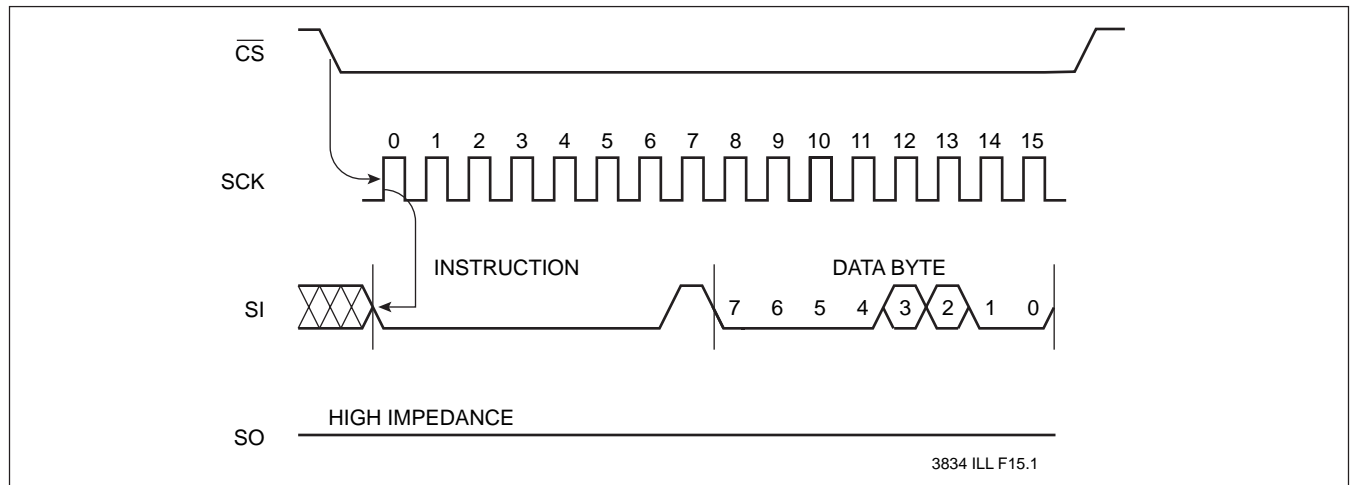 CS
0 1 2 3 4 5 6 7 8 9 10 11 12 13 14 15
SCK
INSTRUCTION DATA BYTE
SI 7 6 5 4 3 2 1 0
HIGH IMPEDANCE
SO
3834 ILL F15.1